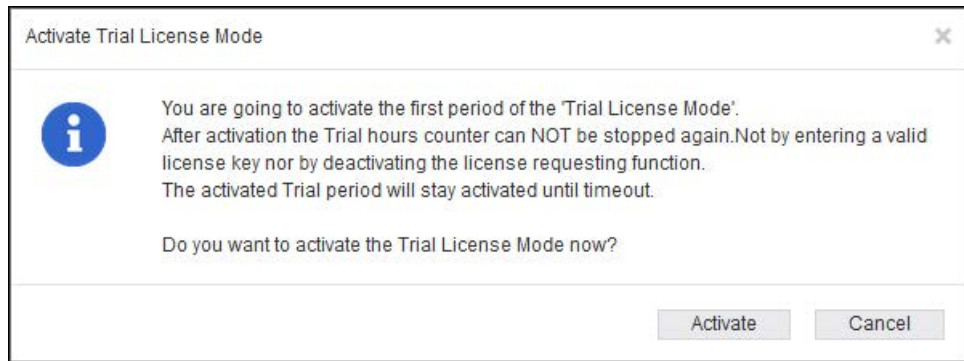 Activate Trial License Mode
You are going to activate the first period of the 'Trial License Mode'.
After activation the Trial hours counter can NOT be stopped again.Not by entering a valid
license key nor by deactivating the license requesting function.
The activated Trial period will stay activated until timeout.
Do you want to activate the Trial License Mode now?
Activate Cancel